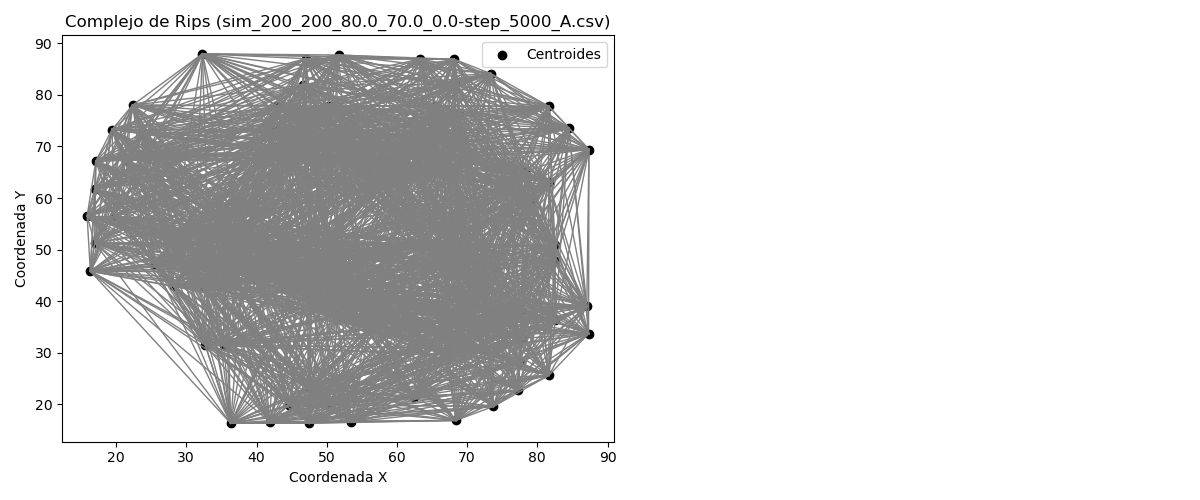 Complejo de Rips (sim_200_200_80.0_70.0_0.0-step_5000_A.csv)
Centroides
90
80
70
60
50
40
30
20
Coordenada Y
20 30 40 50 60 70 80 90
Coordenada X